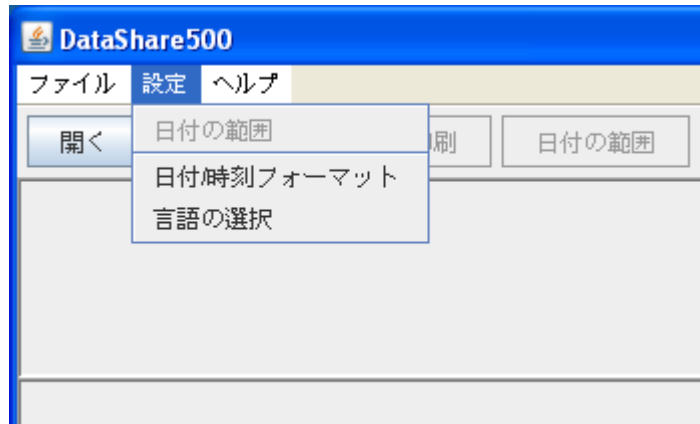 DataShare500
ファイル 設定 ヘルプ
開く 刷 日付の範囲
日付の範囲
日付/時刻フォーマット
言語の選択